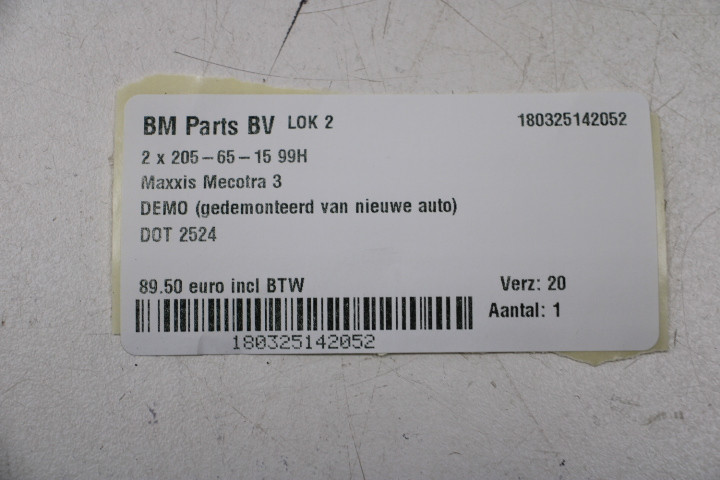 BM Parts BV LOK 2 180325142052
2 x 205-65-15 99H
Maxxis Mecotra 3
DEMO (gedemonteerd van nieuwe auto)
DOT 2524
89.50 euro incl BTW Verz: 20
Aantal: 1
180325142052